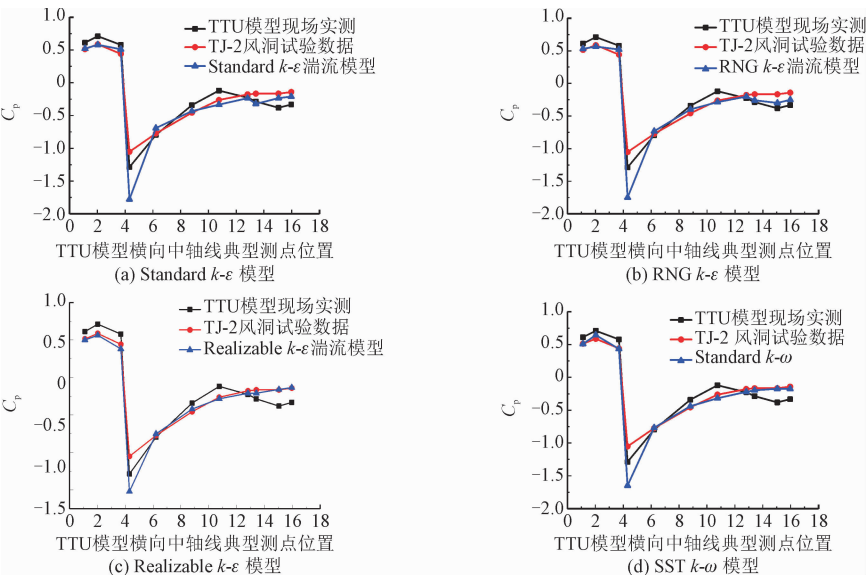 TTU模型现场实测
TJ-2风洞试验数据
Standard k-ε湍流模型
1.0
0.5
0
−0.5
−1.0
−1.5
−2.0
Cp
0 2 4 6 8 10 12 14 16 18
TTU模型横向中轴线典型测点位置
(a) Standard k-ε 模型
TTU模型现场实测
TJ-2风洞试验数据
RNG k-ε湍流模型
1.0
0.5
0
−0.5
−1.0
−1.5
−2.0
Cp
0 2 4 6 8 10 12 14 16 18
TTU模型横向中轴线典型测点位置
(b) RNG k-ε 模型
TTU模型现场实测
TJ-2风洞试验数据
Realizable k-ε湍流模型
1.0
0.5
0
−0.5
−1.0
−1.5
Cp
0 2 4 6 8 10 12 14 16 18
TTU模型横向中轴线典型测点位置
(c) Realizable k-ε 模型
TTU模型现场实测
TJ-2 风洞试验数据
Standard k-ω
1.0
0.5
0
−0.5
−1.0
−1.5
−2.0
Cp
0 2 4 6 8 10 12 14 16 18
TTU模型横向中轴线典型测点位置
(d) SST k-ω 模型